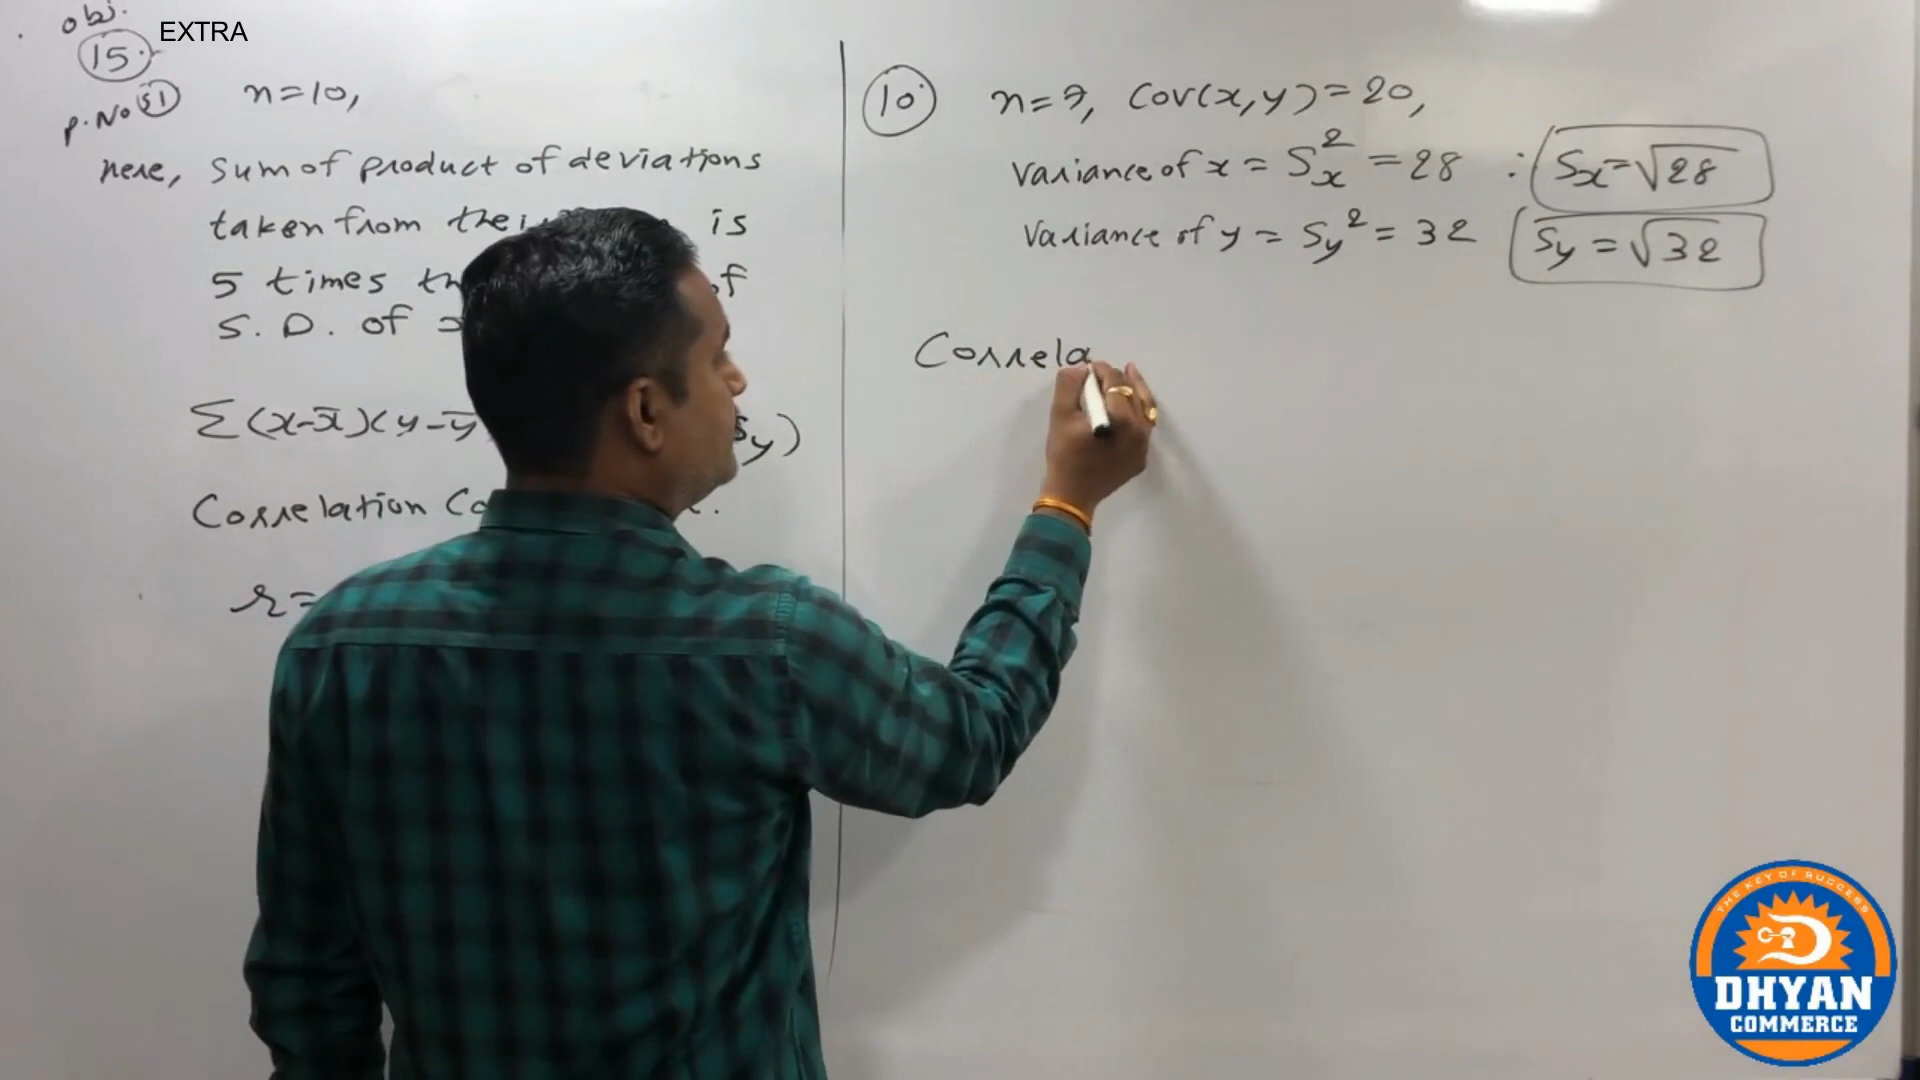 obj.
EXTRA
15.
P. No 51
n=10,
here, sum of product of deviations
taken from is
5 times of
S. D. of
Σ(x-x̄)(y-ȳ Sy)
Correlation
r=
10. n=7, Cov(x,y)=20,
Variance of x = Sx² = 28 : Sx=√28
Variance of y = Sy² = 32 Sy=√32
Correla
THE KEY OF SUCCESS
DHYAN
COMMERCE